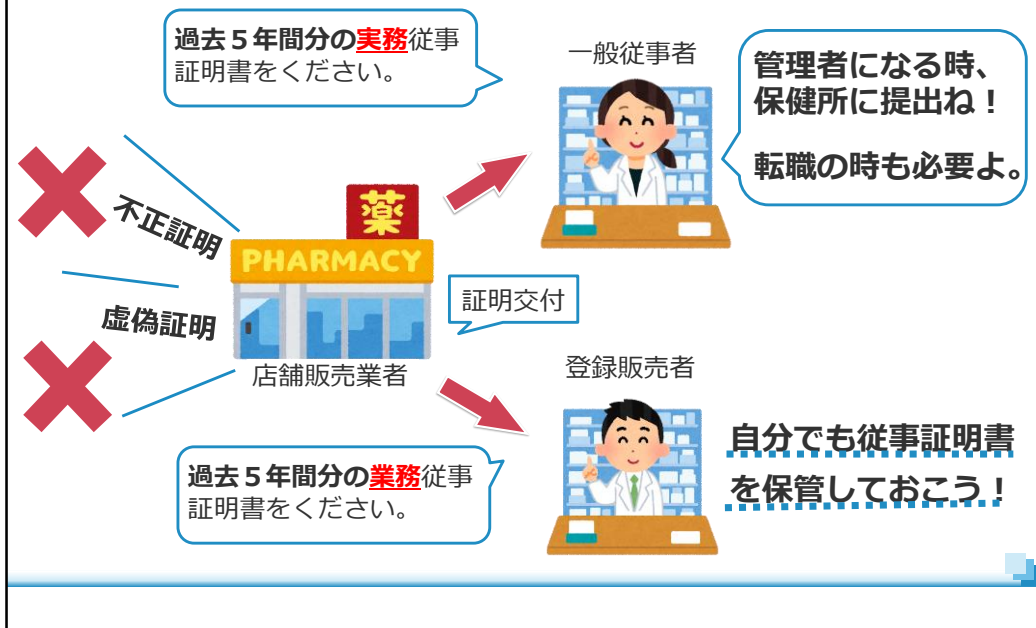 過去５年間分の実務従事
証明書をください。
一般従事者
管理者になる時、
保健所に提出ね！
転職の時も必要よ。
不正証明
薬
PHARMACY
虚偽証明
証明交付
店舗販売業者
登録販売者
自分でも従事証明書
を保管しておこう！
過去５年間分の業務従事
証明書をください。